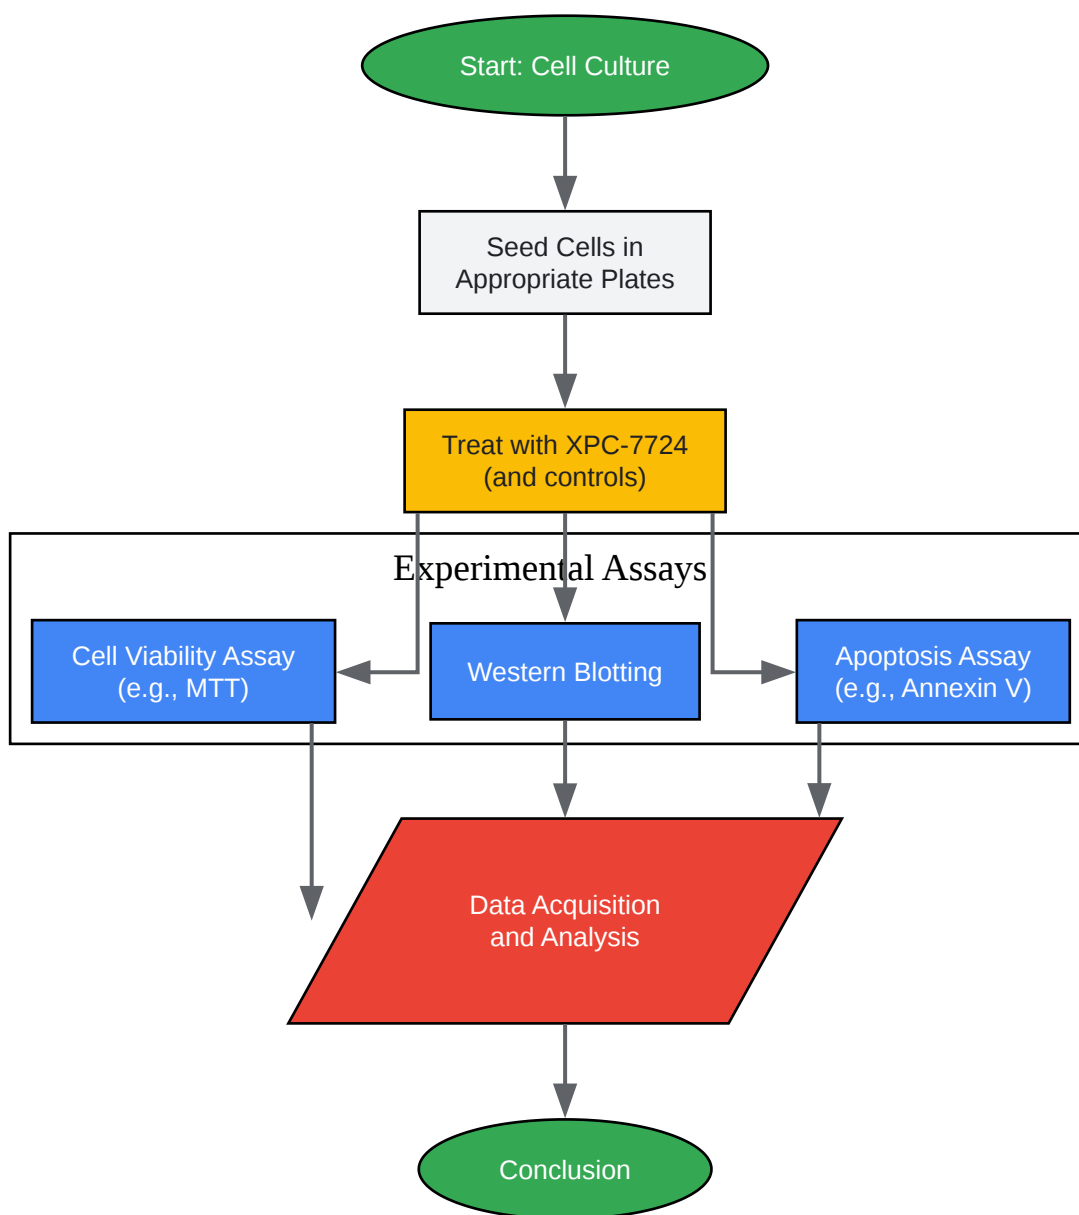 Start: Cell Culture
Seed Cells in
Appropriate Plates
Treat with XPC-7724
(and controls)
Experimental Assays
Cell Viability Assay
(e.g., MTT)
Western Blotting
Apoptosis Assay
(e.g., Annexin V)
Data Acquisition
and Analysis
Conclusion